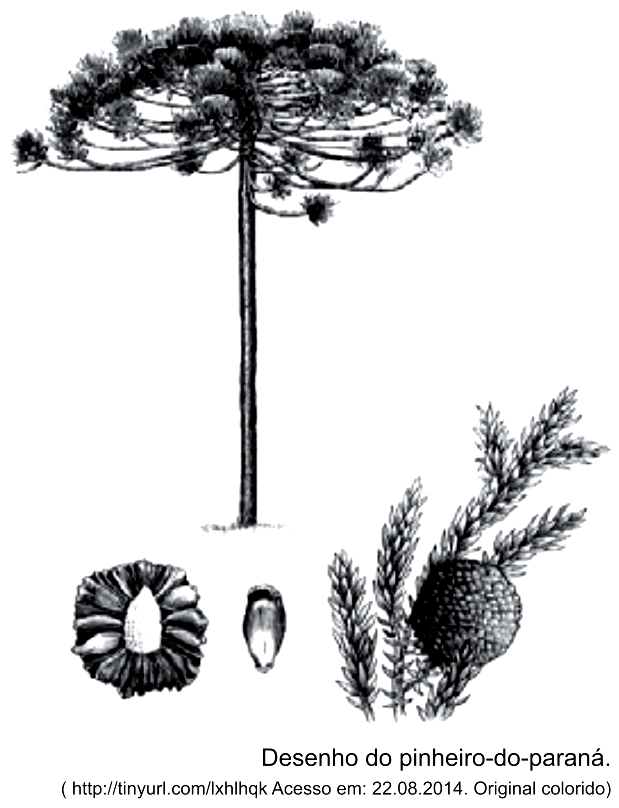 Desenho do pinheiro-do-paraná.
( http://tinyurl.com/lxhlhqk Acesso em: 22.08.2014. Original colorido)